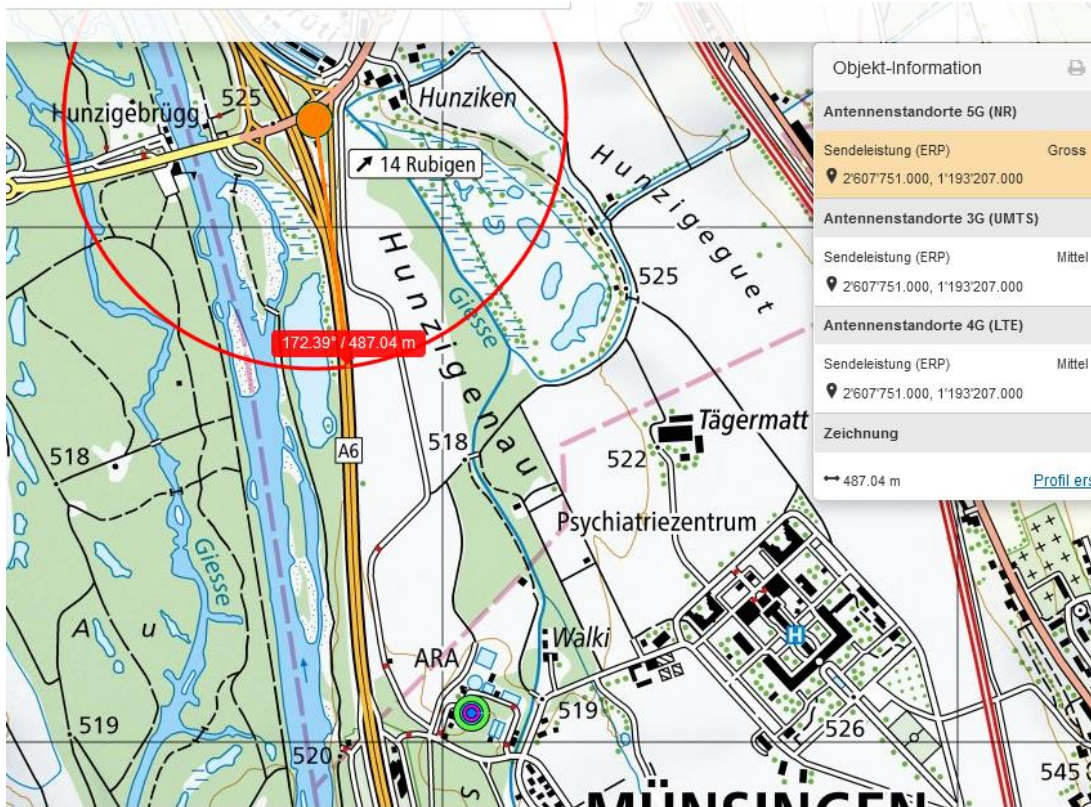 Hunzigebrügg
525
Hunziken
14 Rubigen
Hunzigeguet
525
Hunzigenau
Giesse
172.39° / 487.04 m
Tägermatt
A6
518
518
522
Psychiatriezentrum
Giesse
Au
ARA
Walki
H
519
519
520
526
545
MÜNSINGEN
Objekt-Information
Antennenstandorte 5G (NR)
Sendeleistung (ERP) Gross
2'607'751.000, 1'193'207.000
Antennenstandorte 3G (UMTS)
Sendeleistung (ERP) Mittel
2'607'751.000, 1'193'207.000
Antennenstandorte 4G (LTE)
Sendeleistung (ERP) Mittel
2'607'751.000, 1'193'207.000
Zeichnung
487.04 m Profil ers